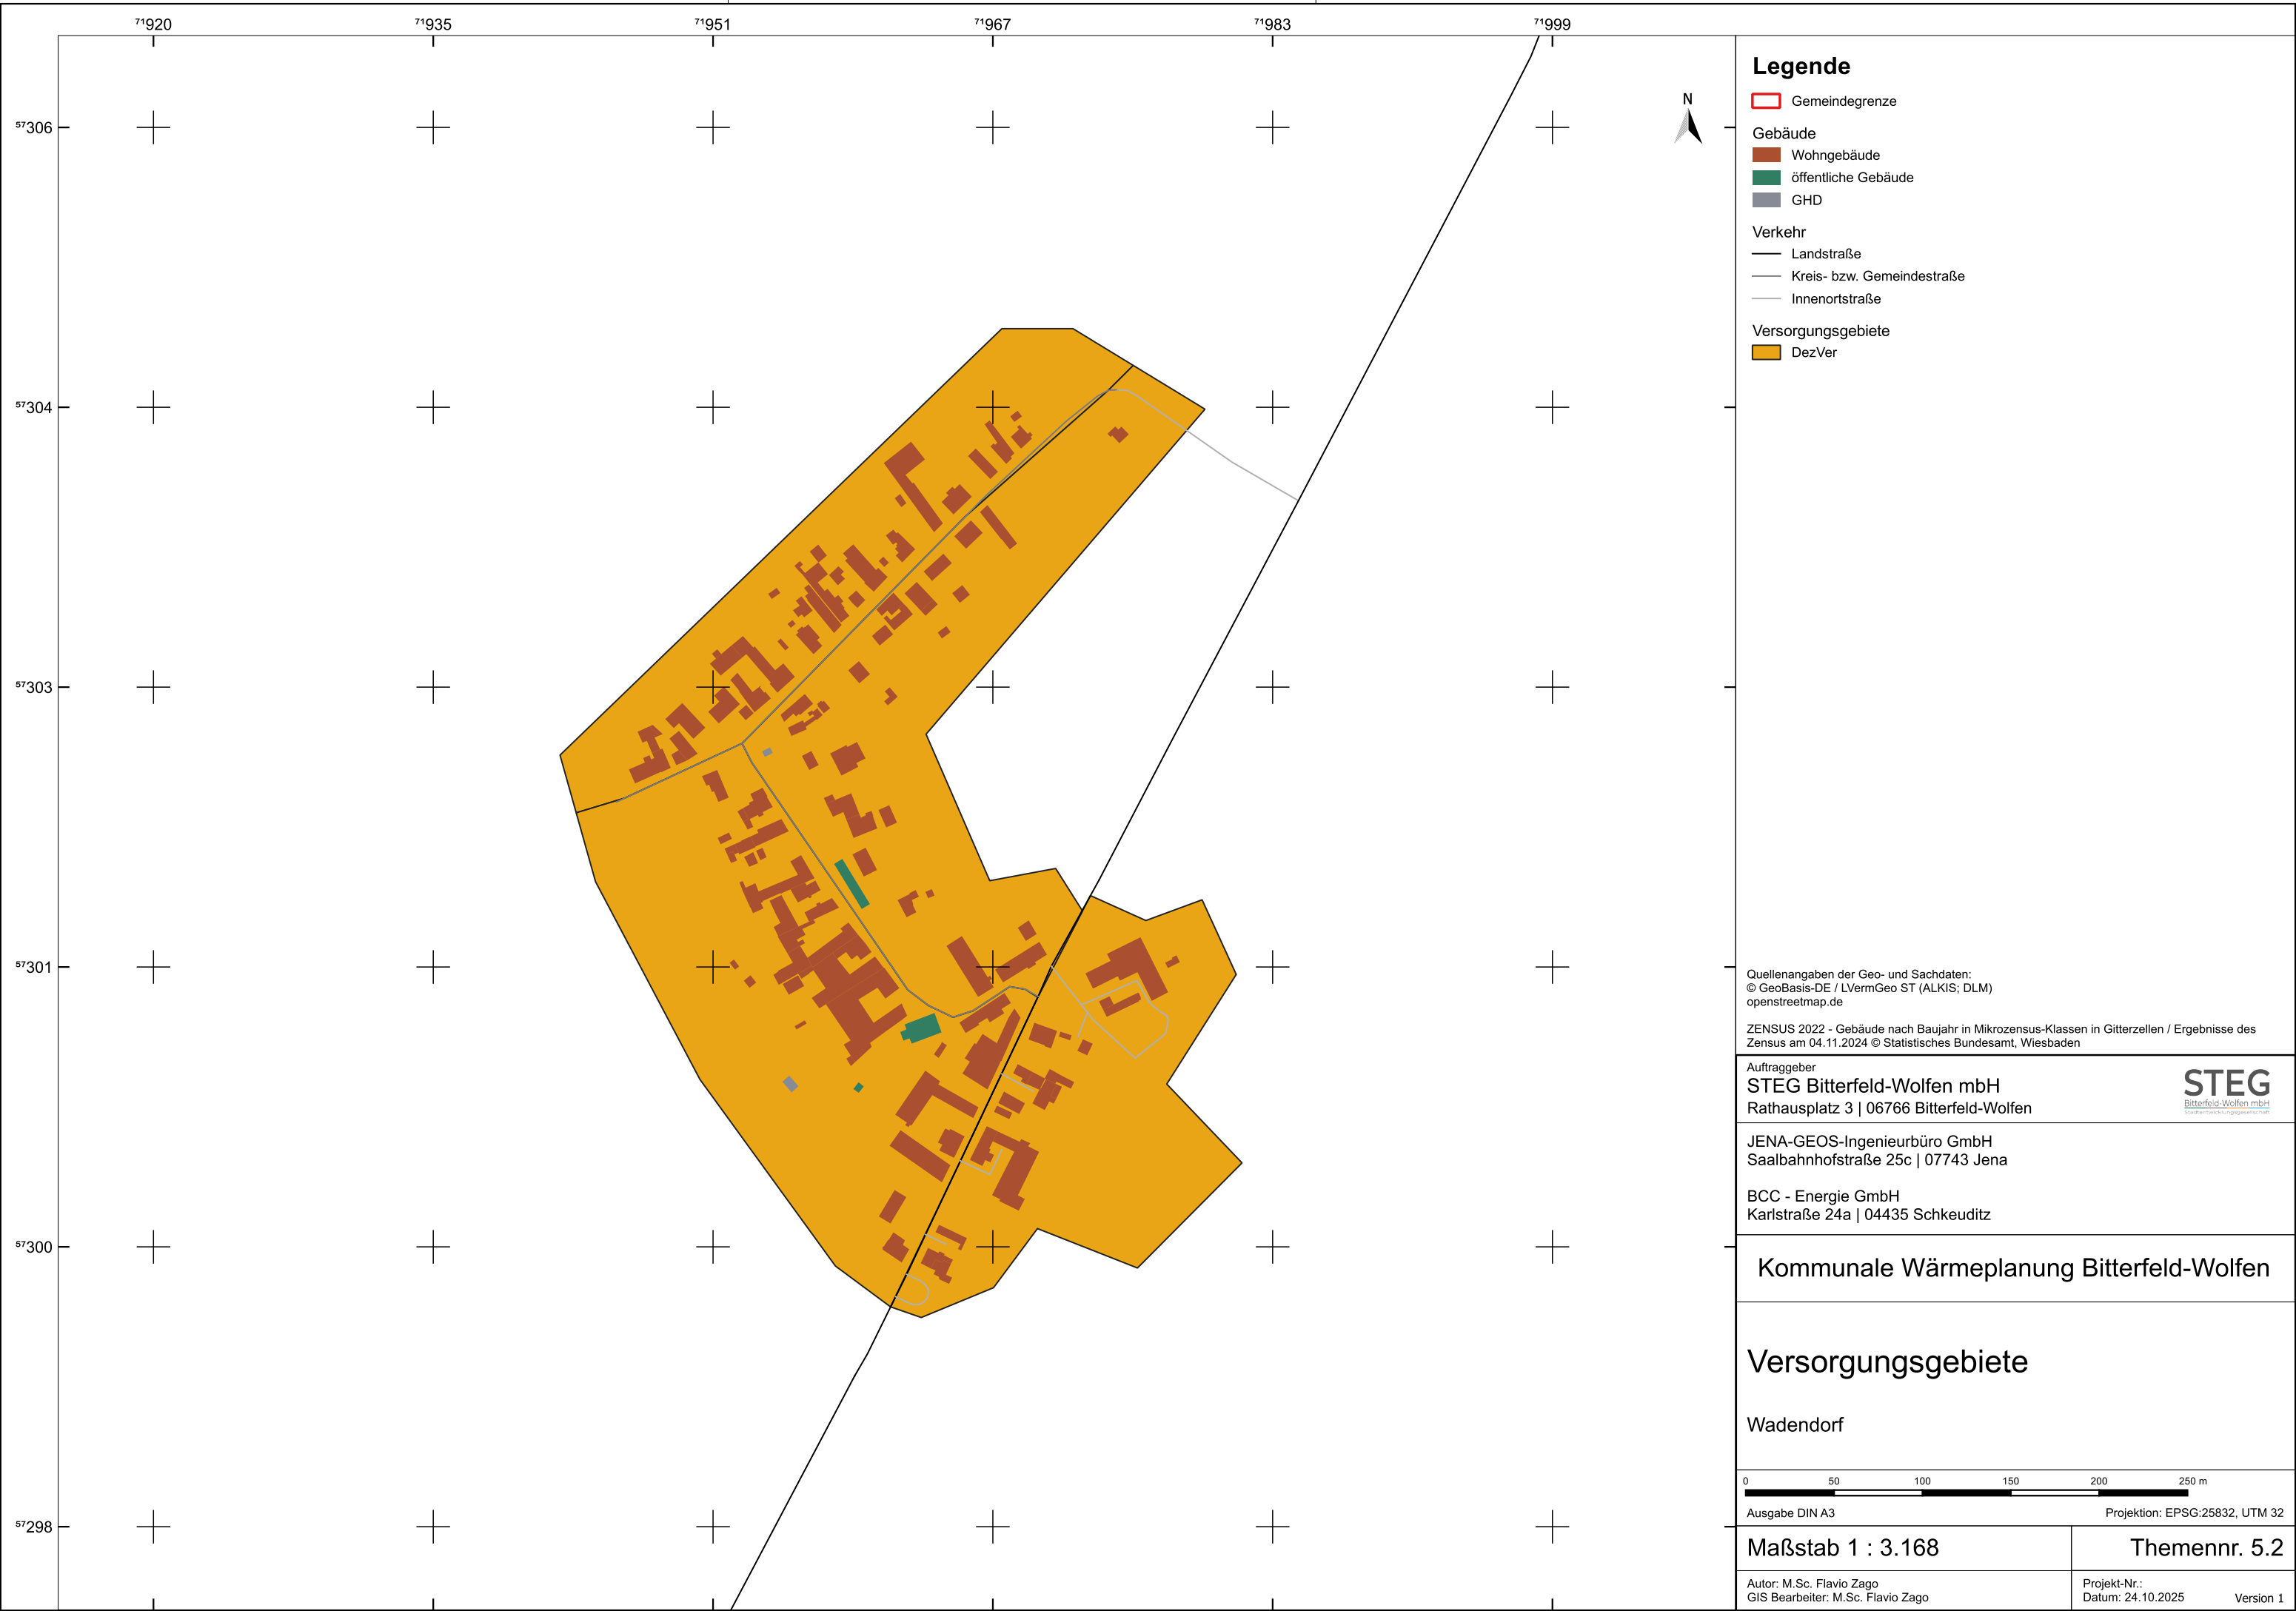 ⁷¹920 ⁷¹935 ⁷¹951 ⁷¹967 ⁷¹983 ⁷¹999
⁵⁷306
⁵⁷304
⁵⁷303
⁵⁷301
⁵⁷300
⁵⁷298
N
Legende
Gemeindegrenze
Gebäude
Wohngebäude
öffentliche Gebäude
GHD
Verkehr
Landstraße
Kreis- bzw. Gemeindestraße
Innenortstraße
Versorgungsgebiete
DezVer
Quellenangaben der Geo- und Sachdaten:
© GeoBasis-DE / LVermGeo ST (ALKIS; DLM)
openstreetmap.de
ZENSUS 2022 - Gebäude nach Baujahr in Mikrozensus-Klassen in Gitterzellen / Ergebnisse des
Zensus am 04.11.2024 © Statistisches Bundesamt, Wiesbaden
Auftraggeber
STEG Bitterfeld-Wolfen mbH
Rathausplatz 3 | 06766 Bitterfeld-Wolfen
STEG
Bitterfeld-Wolfen mbH
Stadtentwicklungsgesellschaft
JENA-GEOS-Ingenieurbüro GmbH
Saalbahnhofstraße 25c | 07743 Jena
BCC - Energie GmbH
Karlstraße 24a | 04435 Schkeuditz
Kommunale Wärmeplanung Bitterfeld-Wolfen
Versorgungsgebiete
Wadendorf
0 50 100 150 200 250 m
Ausgabe DIN A3 Projektion: EPSG:25832, UTM 32
Maßstab 1 : 3.168 Themennr. 5.2
Autor: M.Sc. Flavio Zago
GIS Bearbeiter: M.Sc. Flavio Zago
Projekt-Nr.:
Datum: 24.10.2025 Version 1